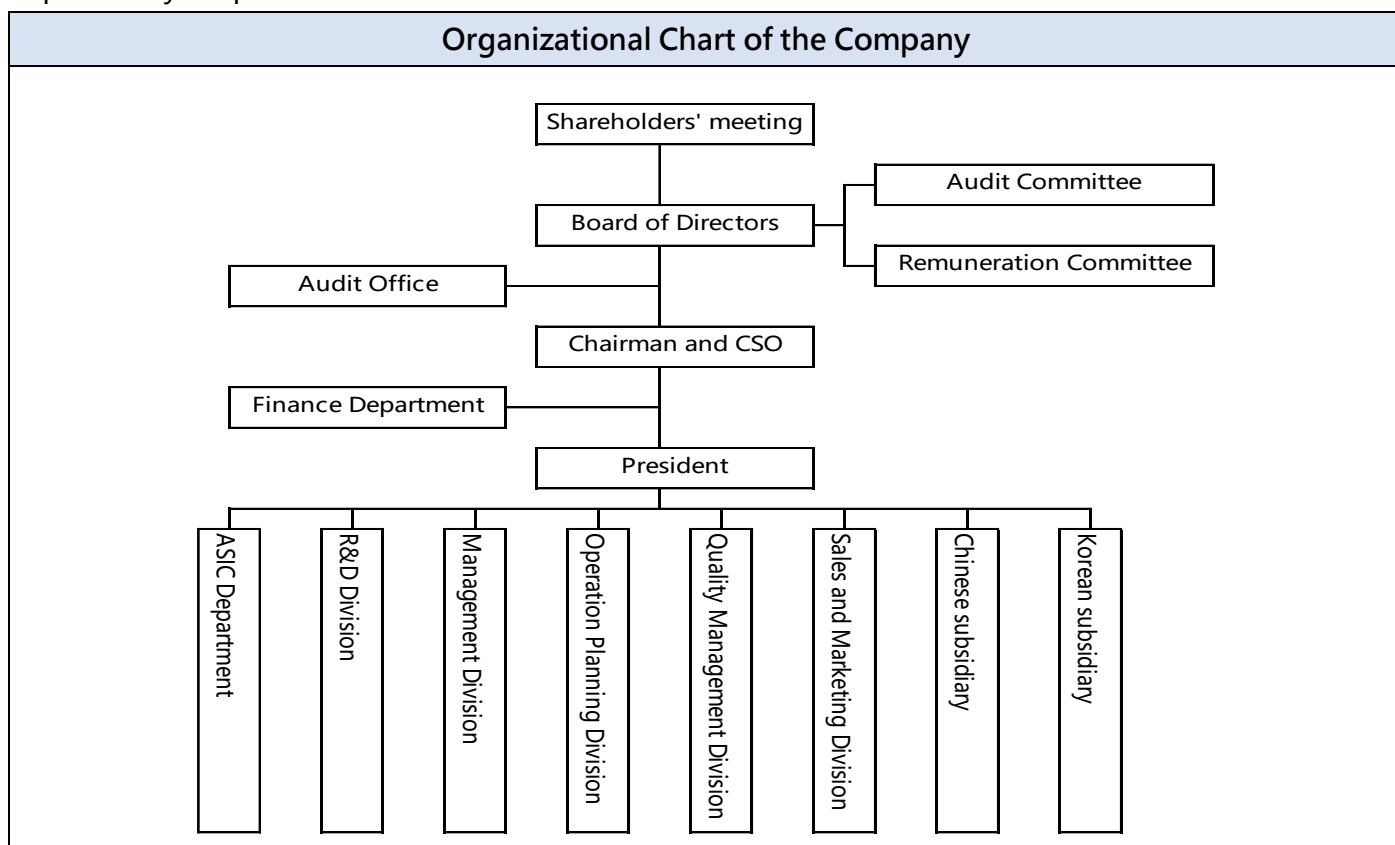 Organizational Chart of the Company
Shareholders' meeting
Audit Committee
Board of Directors
Remuneration Committee
Audit Office
Chairman and CSO
Finance Department
President
ASIC Department
R&D Division
Management Division
Operation Planning Division
Quality Management Division
Sales and Marketing Division
Chinese subsidiary
Korean subsidiary